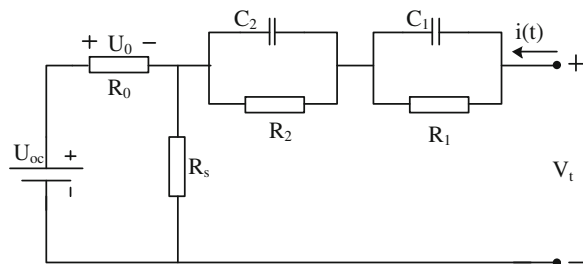 C₂
C₁
i(t)
+ U₀ −
+
R₀
R₂
R₁
Uoc
+
−
Rs
Vt
−